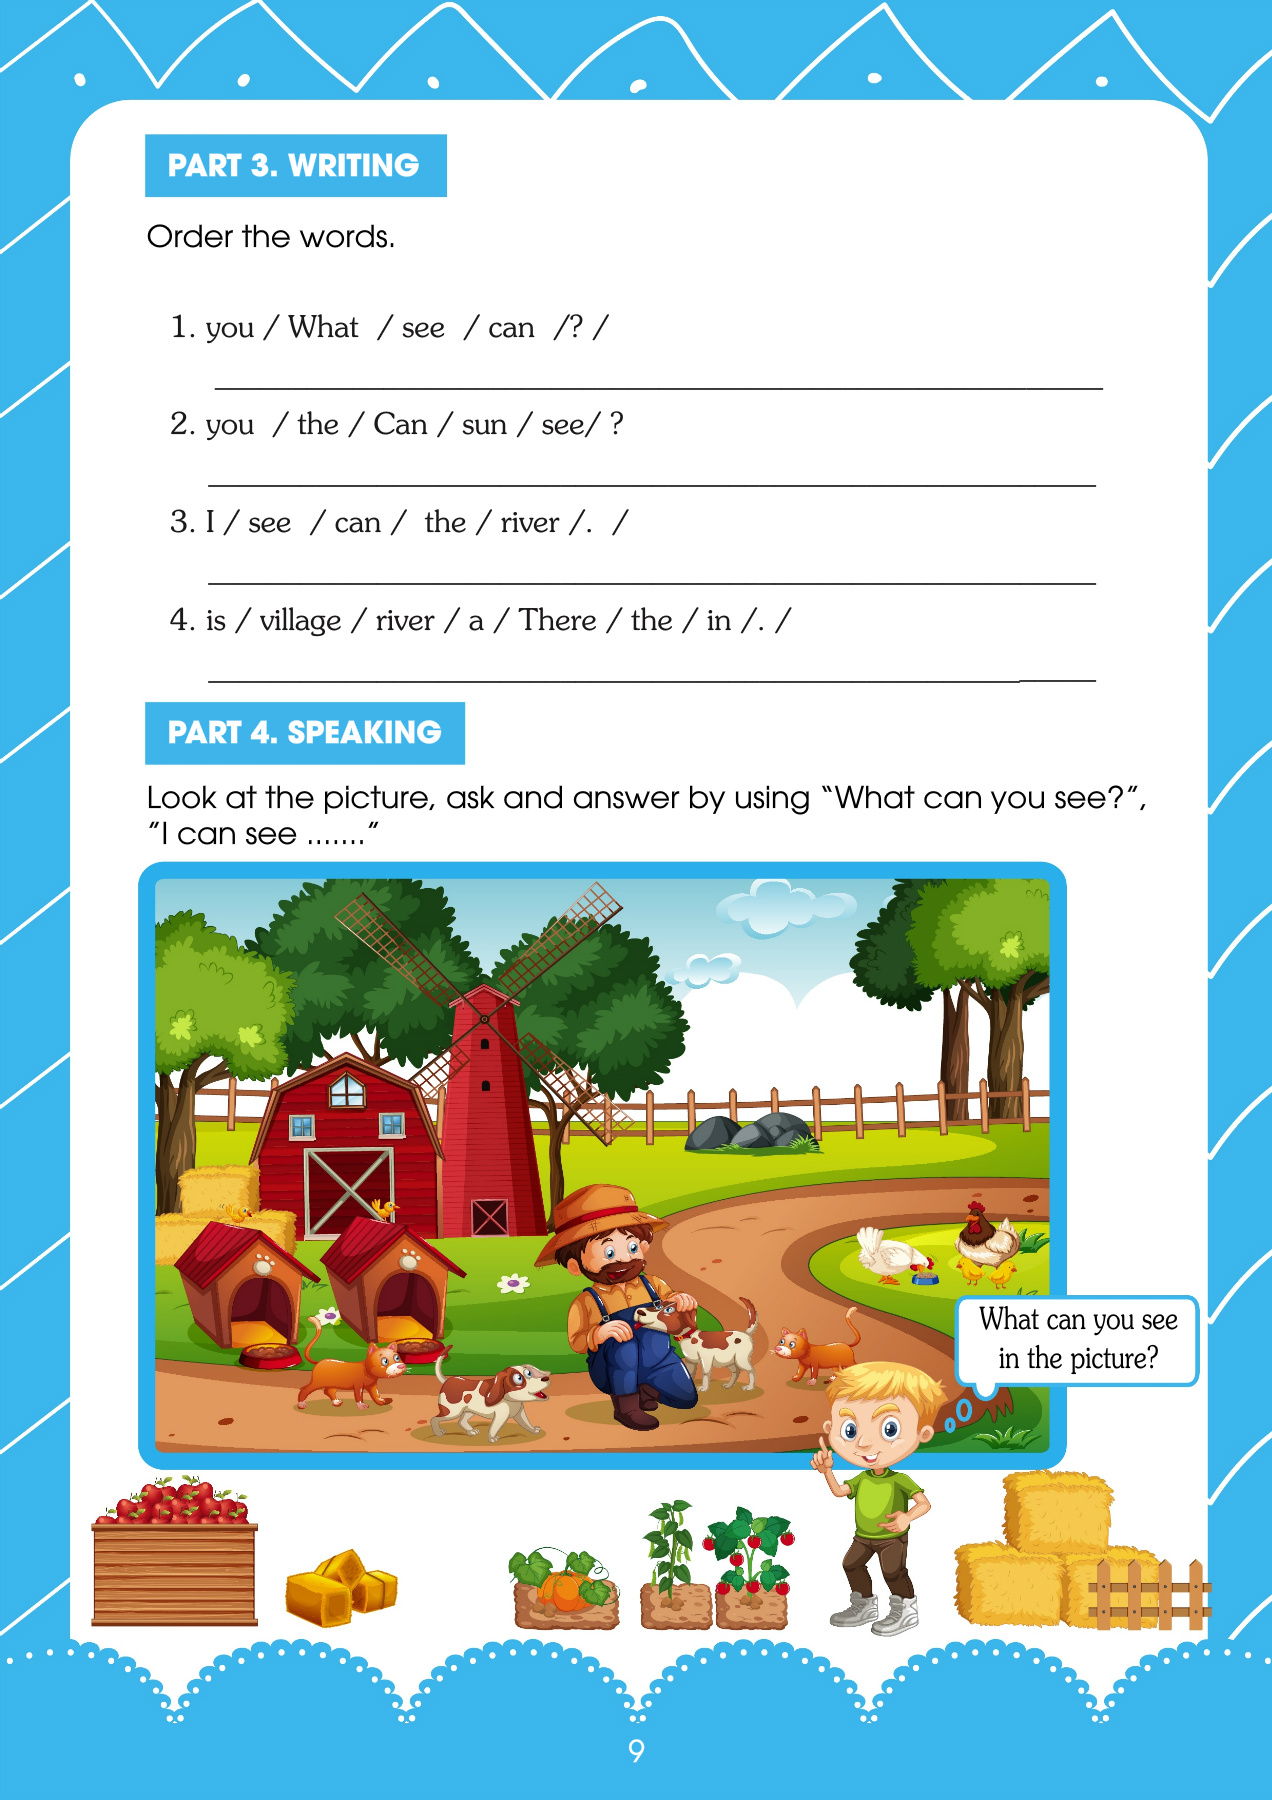 PART 3. WRITING
Order the words.
1. you / What / see / can /? /
2. you / the / Can / sun / see/ ?
3. I / see / can / the / river /. /
4. is / village / river / a / There / the / in /. /
PART 4. SPEAKING
Look at the picture, ask and answer by using “What can you see?”,
”I can see .......”
What can you see
in the picture?
9